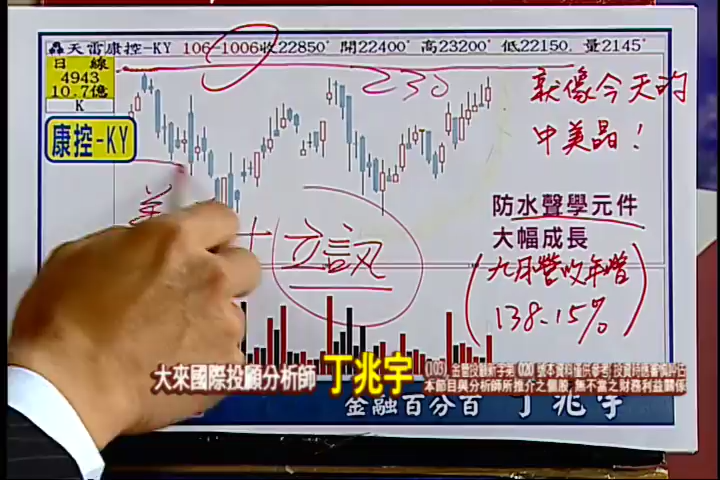 天雷康控-KY 106-1006收22850 開22400 高23200 低22150 量2145
日 線
4943
10.7億
K
康控-KY
230
就像今天的
中美晶！
防水聲學元件
大幅成長
十 立訊
(九月營收年增
138.15%)
大來國際投顧分析師 丁兆宇
本節目與分析師所推介之個股，無不當之財務利益關係
金融百分百 丁兆宇